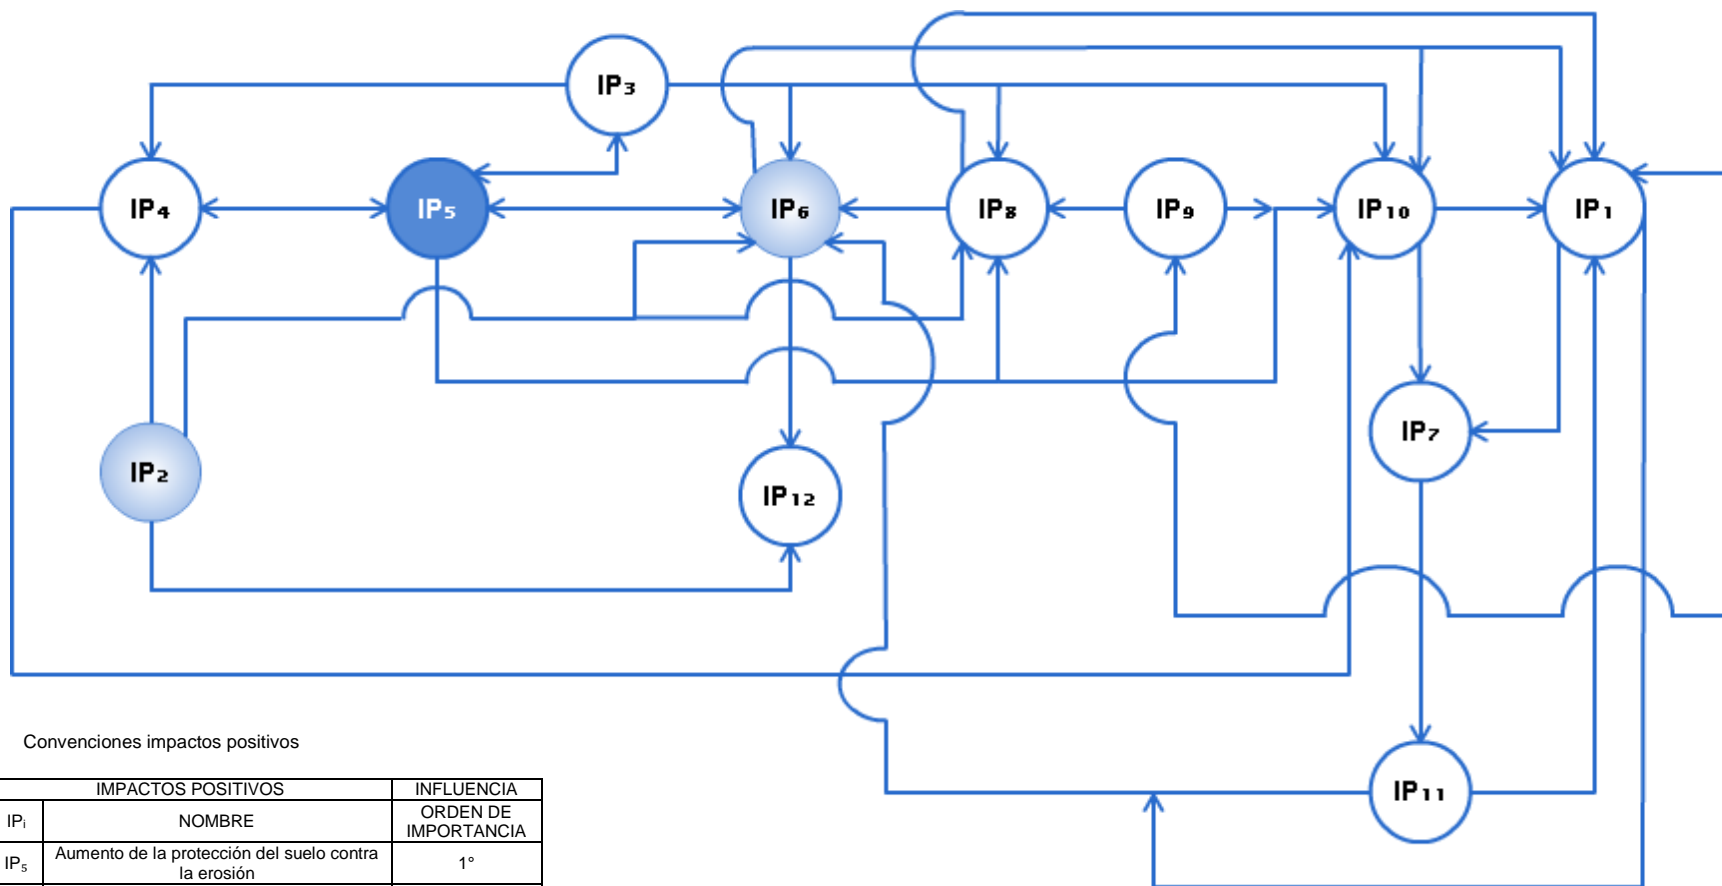 IP₃
IP₄
IP₅
IP₆
IP₈
IP₉
IP₁₀
IP₁
IP₇
IP₂
IP₁₂
IP₁₁
Convenciones impactos positivos
IMPACTOS POSITIVOS
INFLUENCIA
IPᵢ
NOMBRE
ORDEN DE
IMPORTANCIA
IP₅
Aumento de la protección del suelo contra
la erosión
1°